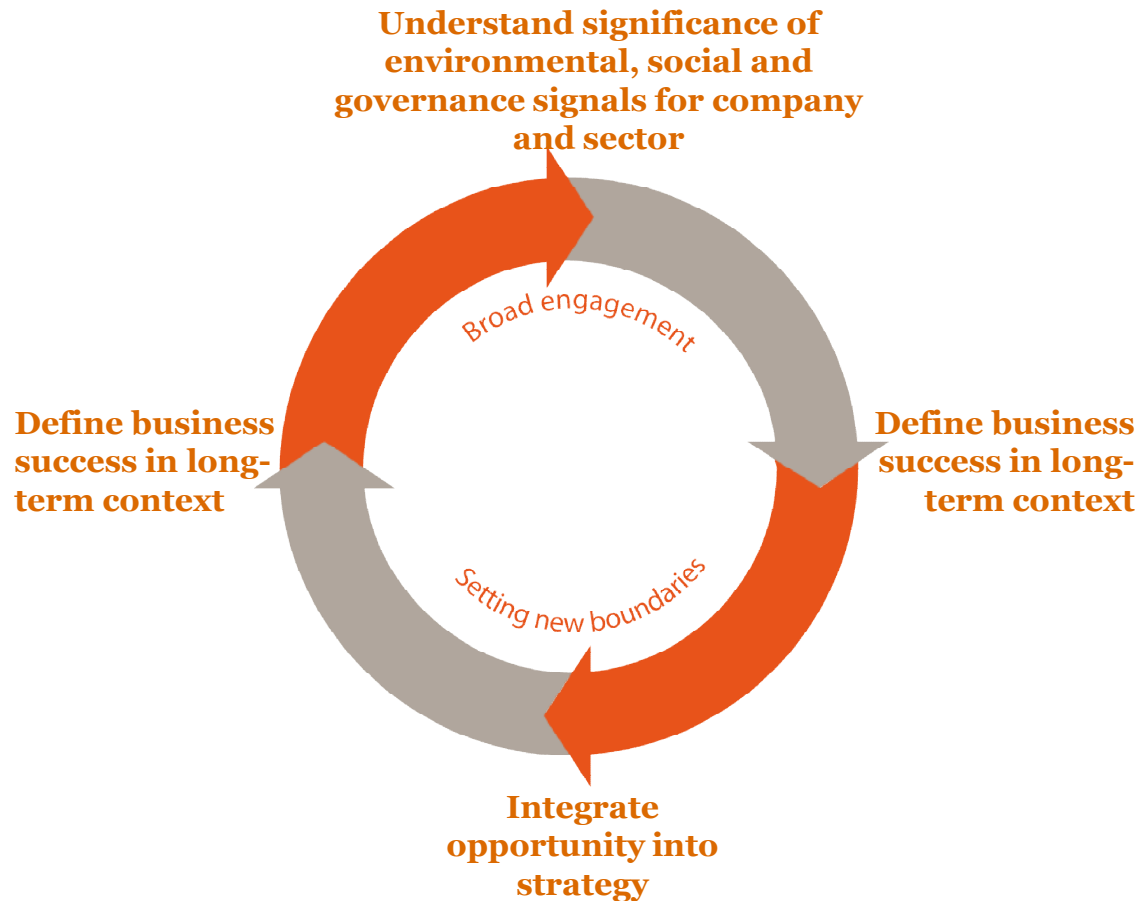 Understand significance of
environmental, social and
governance signals for company
and sector
Broad engagement
Define business
success in long-
term context
Define business
success in long-
term context
Setting new boundaries
Integrate
opportunity into
strategy